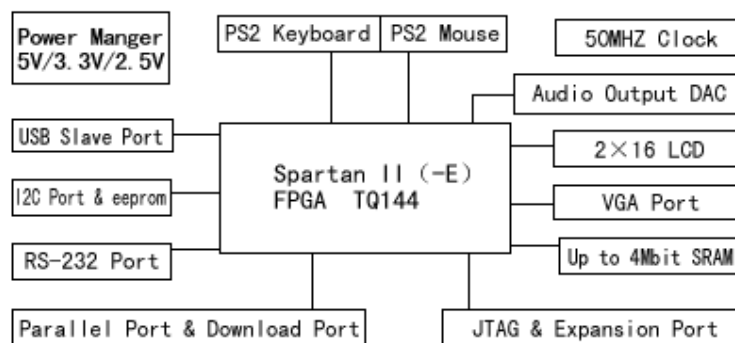 Power Manger
5V/3.3V/2.5V
PS2 Keyboard
PS2 Mouse
50MHZ Clock
Audio Output DAC
USB Slave Port
2×16 LCD
Spartan II (-E)
FPGA TQ144
I2C Port & eeprom
VGA Port
RS-232 Port
Up to 4Mbit SRAM
Parallel Port & Download Port
JTAG & Expansion Port